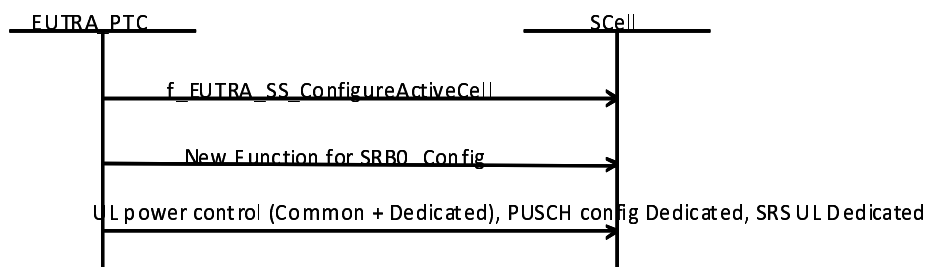 EUTRA_PTC
SCell
f_EUTRA_SS_ConfigureActiveCell
New Function for SRB0_Config
UL power control (Common + Dedicated), PUSCH config Dedicated, SRS UL Dedicated